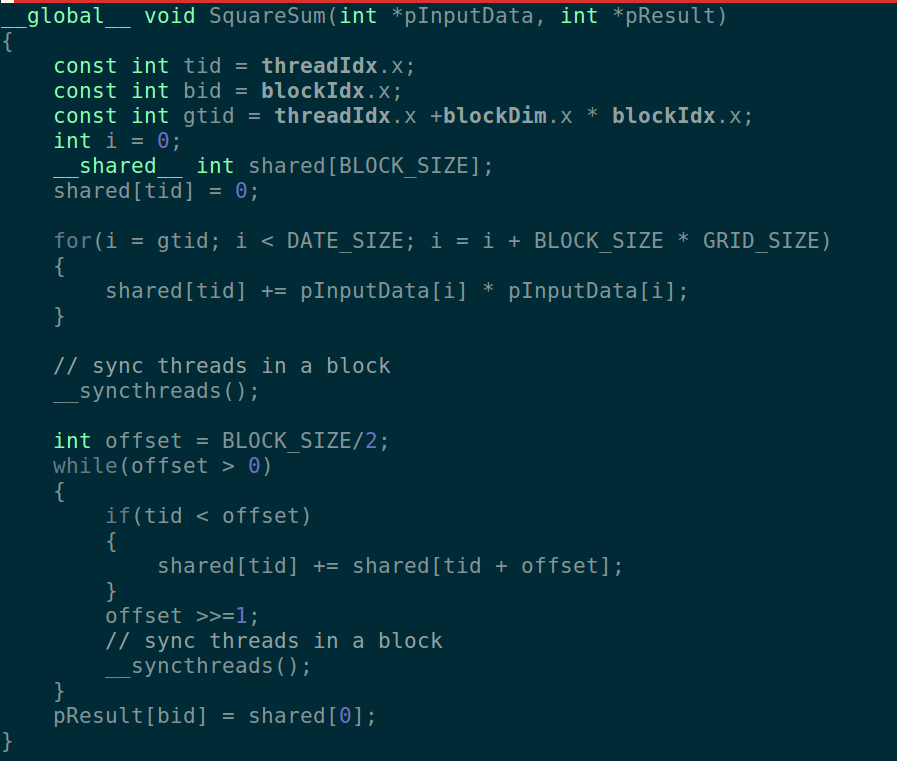 __global__ void SquareSum(int *pInputData, int *pResult)
{
    const int tid = threadIdx.x;
    const int bid = blockIdx.x;
    const int gtid = threadIdx.x +blockDim.x * blockIdx.x;
    int i = 0;
    __shared__ int shared[BLOCK_SIZE];
    shared[tid] = 0;

    for(i = gtid; i < DATE_SIZE; i = i + BLOCK_SIZE * GRID_SIZE)
    {
        shared[tid] += pInputData[i] * pInputData[i];
    }

    // sync threads in a block
    __syncthreads();

    int offset = BLOCK_SIZE/2;
    while(offset > 0)
    {
        if(tid < offset)
        {
            shared[tid] += shared[tid + offset];
        }
        offset >>=1;
        // sync threads in a block
        __syncthreads();
    }
    pResult[bid] = shared[0];
}